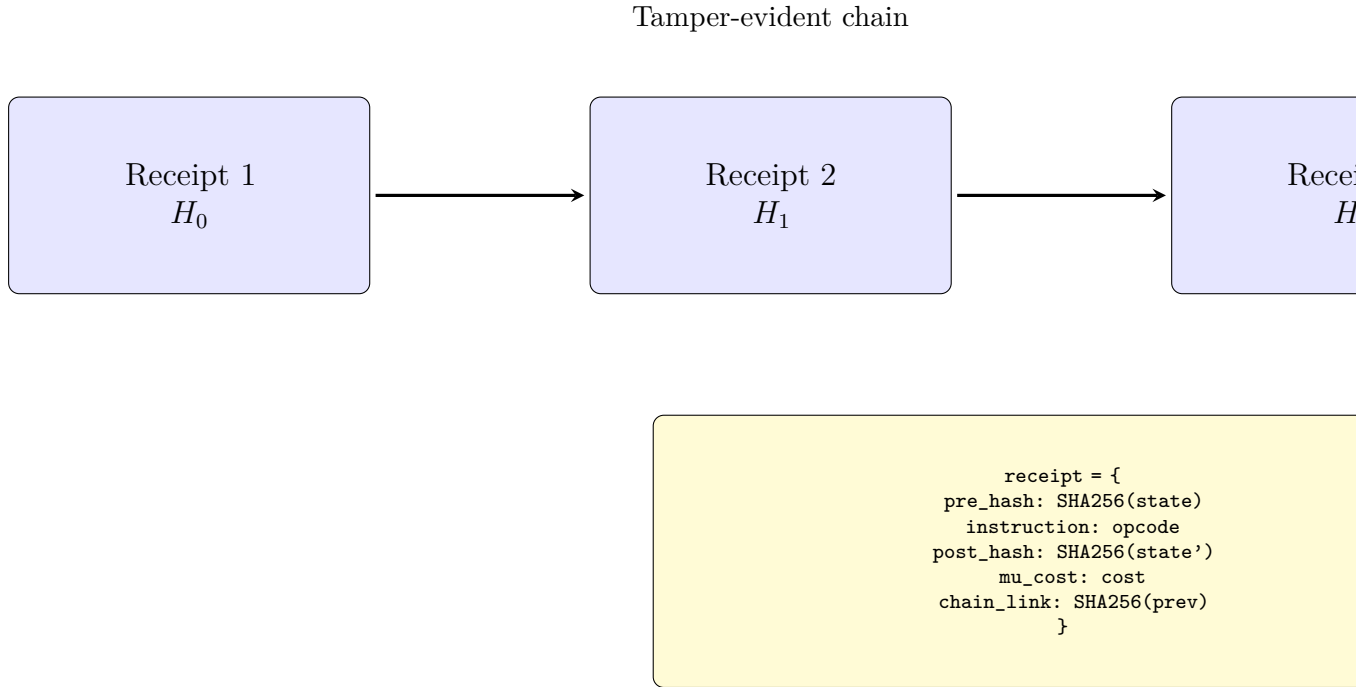 Tamper-evident chain
Receipt 1
H₀
Receipt 2
H₁
H
receipt = {
pre_hash: SHA256(state)
instruction: opcode
post_hash: SHA256(state')
mu_cost: cost
chain_link: SHA256(prev)
}